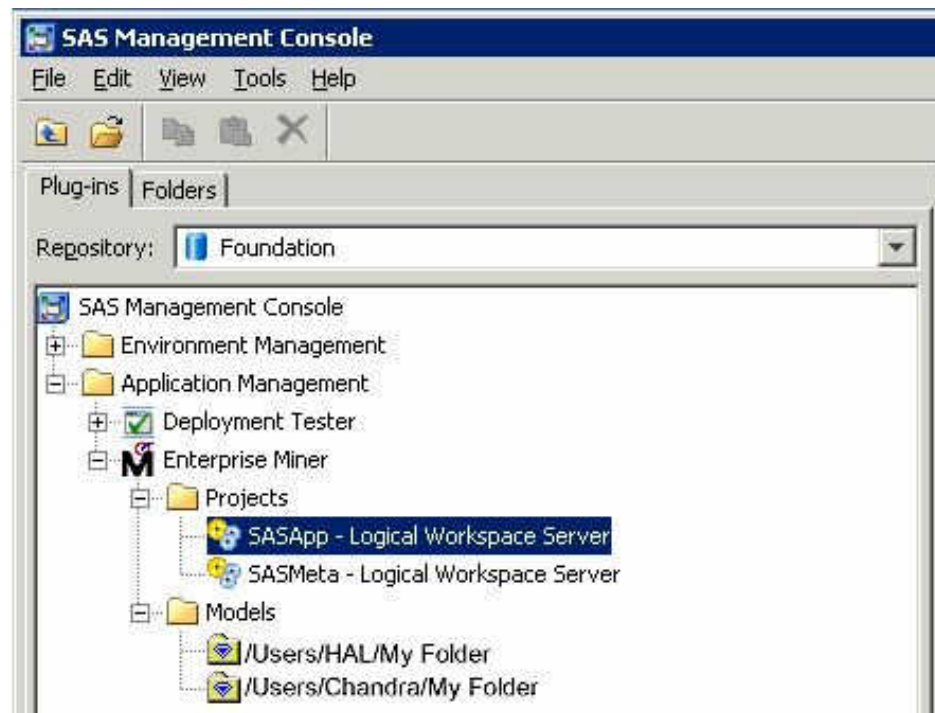 SAS Management Console
File Edit View Tools Help
Plug-ins Folders
Repository: Foundation
SAS Management Console
Environment Management
Application Management
Deployment Tester
Enterprise Miner
Projects
SASApp - Logical Workspace Server
SASMeta - Logical Workspace Server
Models
/Users/HAL/My Folder
/Users/Chandra/My Folder